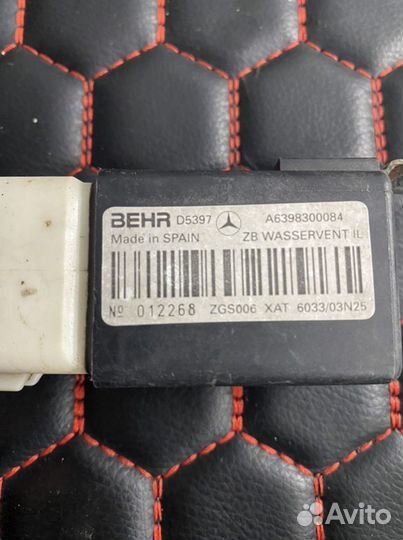 BEHR D5397 A6398300084
Made in SPAIN ZB WASSERVENT IL
Nº 012268 ZGS006 XAT 6033/03N25
Avito